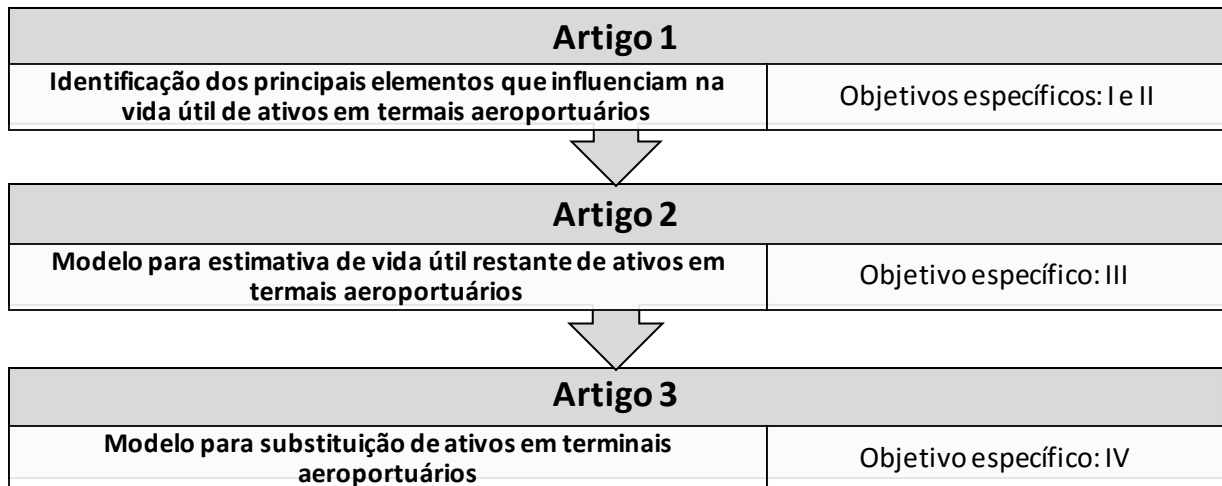 Artigo 1
Identificação dos principais elementos que influenciam na
vida útil de ativos em termais aeroportuários
Objetivos específicos: I e II
Artigo 2
Modelo para estimativa de vida útil restante de ativos em
termais aeroportuários
Objetivo específico: III
Artigo 3
Modelo para substituição de ativos em terminais
aeroportuários
Objetivo específico: IV